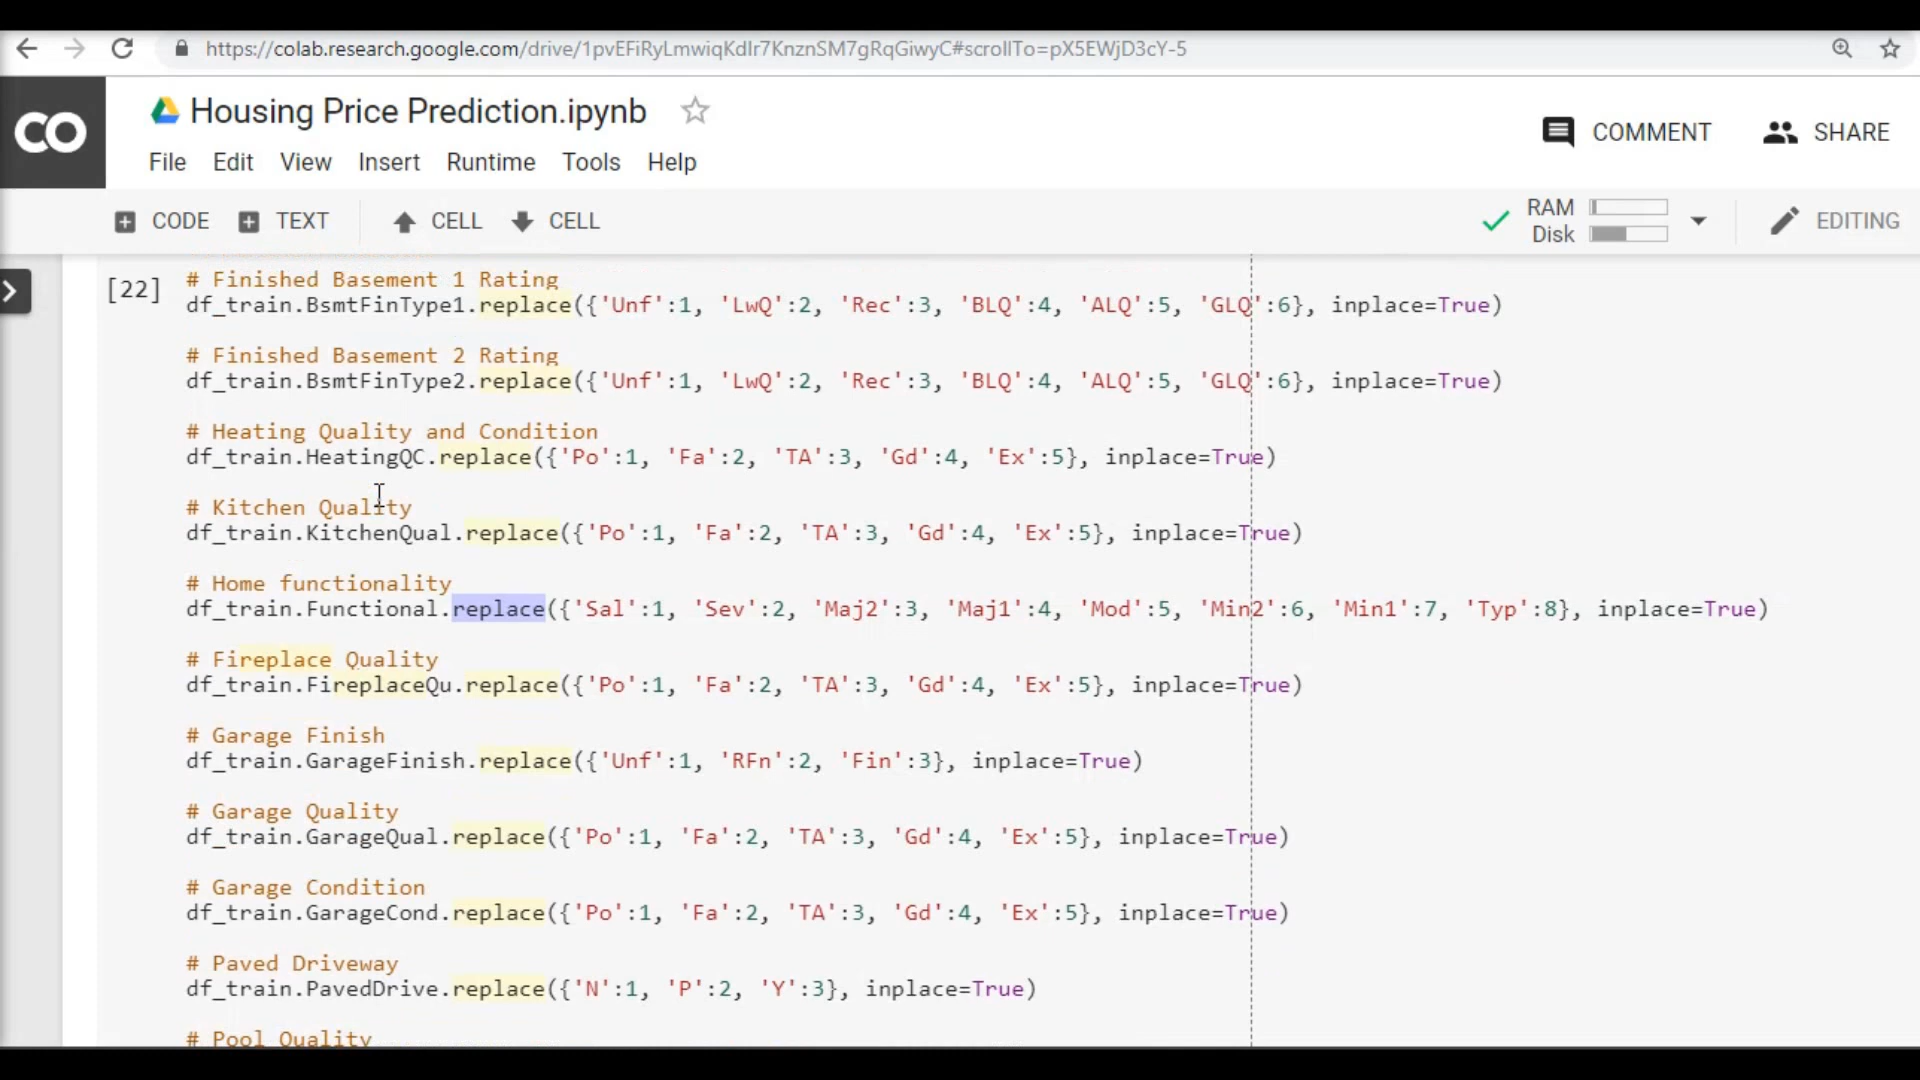 https://colab.research.google.com/drive/1pvEFiRyLmwiqKdIr7KnznSM7gRqGiwyC#scrollTo=pX5EWjD3cY-5
CO
Housing Price Prediction.ipynb
COMMENT
SHARE
File Edit View Insert Runtime Tools Help
CODE TEXT CELL CELL
RAM
Disk
EDITING
[22]
# Finished Basement 1 Rating
df_train.BsmtFinType1.replace({'Unf':1, 'LwQ':2, 'Rec':3, 'BLQ':4, 'ALQ':5, 'GLQ':6}, inplace=True)
# Finished Basement 2 Rating
df_train.BsmtFinType2.replace({'Unf':1, 'LwQ':2, 'Rec':3, 'BLQ':4, 'ALQ':5, 'GLQ':6}, inplace=True)
# Heating Quality and Condition
df_train.HeatingQC.replace({'Po':1, 'Fa':2, 'TA':3, 'Gd':4, 'Ex':5}, inplace=True)
# Kitchen Quality
df_train.KitchenQual.replace({'Po':1, 'Fa':2, 'TA':3, 'Gd':4, 'Ex':5}, inplace=True)
# Home functionality
df_train.Functional.replace({'Sal':1, 'Sev':2, 'Maj2':3, 'Maj1':4, 'Mod':5, 'Min2':6, 'Min1':7, 'Typ':8}, inplace=True)
# Fireplace Quality
df_train.FireplaceQu.replace({'Po':1, 'Fa':2, 'TA':3, 'Gd':4, 'Ex':5}, inplace=True)
# Garage Finish
df_train.GarageFinish.replace({'Unf':1, 'RFn':2, 'Fin':3}, inplace=True)
# Garage Quality
df_train.GarageQual.replace({'Po':1, 'Fa':2, 'TA':3, 'Gd':4, 'Ex':5}, inplace=True)
# Garage Condition
df_train.GarageCond.replace({'Po':1, 'Fa':2, 'TA':3, 'Gd':4, 'Ex':5}, inplace=True)
# Paved Driveway
df_train.PavedDrive.replace({'N':1, 'P':2, 'Y':3}, inplace=True)
# Pool Quality